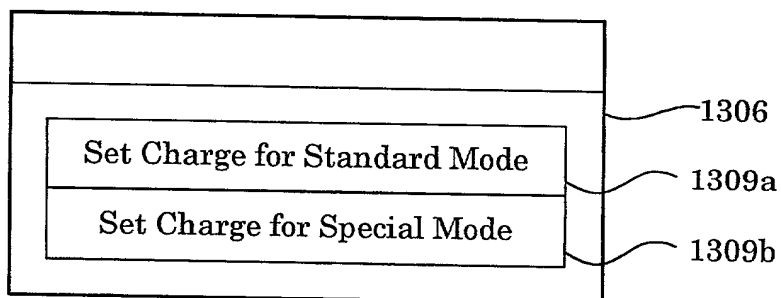 1306
Set Charge for Standard Mode
1309a
Set Charge for Special Mode
1309b